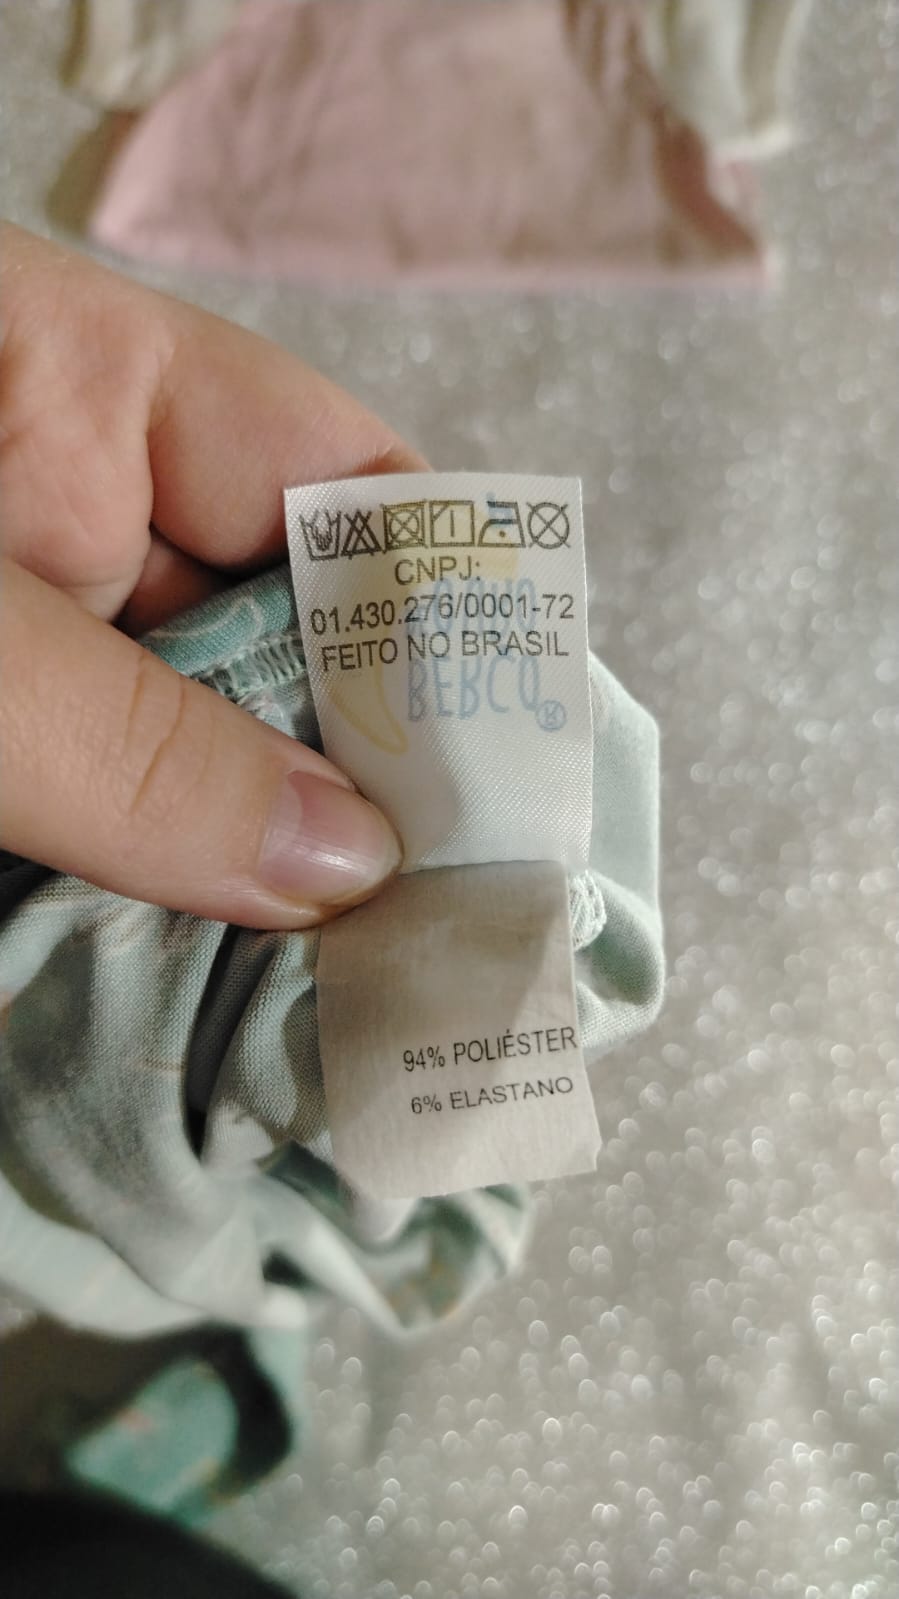 CNPJ:
01.430.276/0001-72
FEITO NO BRASIL
94% POLIÉSTER
6% ELASTANO